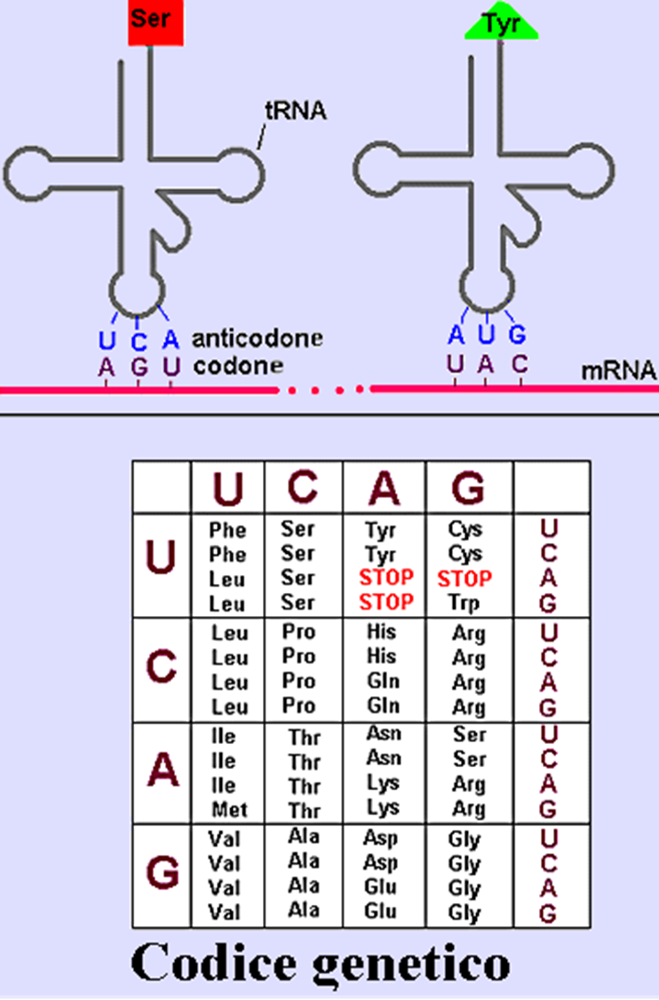 Ser Tyr
tRNA
U C A anticodone A U G
A G U codone U A C mRNA
U C A G
U Phe Ser Tyr Cys U
Phe Ser Tyr Cys C
Leu Ser STOP STOP A
Leu Ser STOP Trp G
C Leu Pro His Arg U
Leu Pro His Arg C
Leu Pro Gln Arg A
Leu Pro Gln Arg G
A Ile Thr Asn Ser U
Ile Thr Asn Ser C
Ile Thr Lys Arg A
Met Thr Lys Arg G
G Val Ala Asp Gly U
Val Ala Asp Gly C
Val Ala Glu Gly A
Val Ala Glu Gly G
Codice genetico